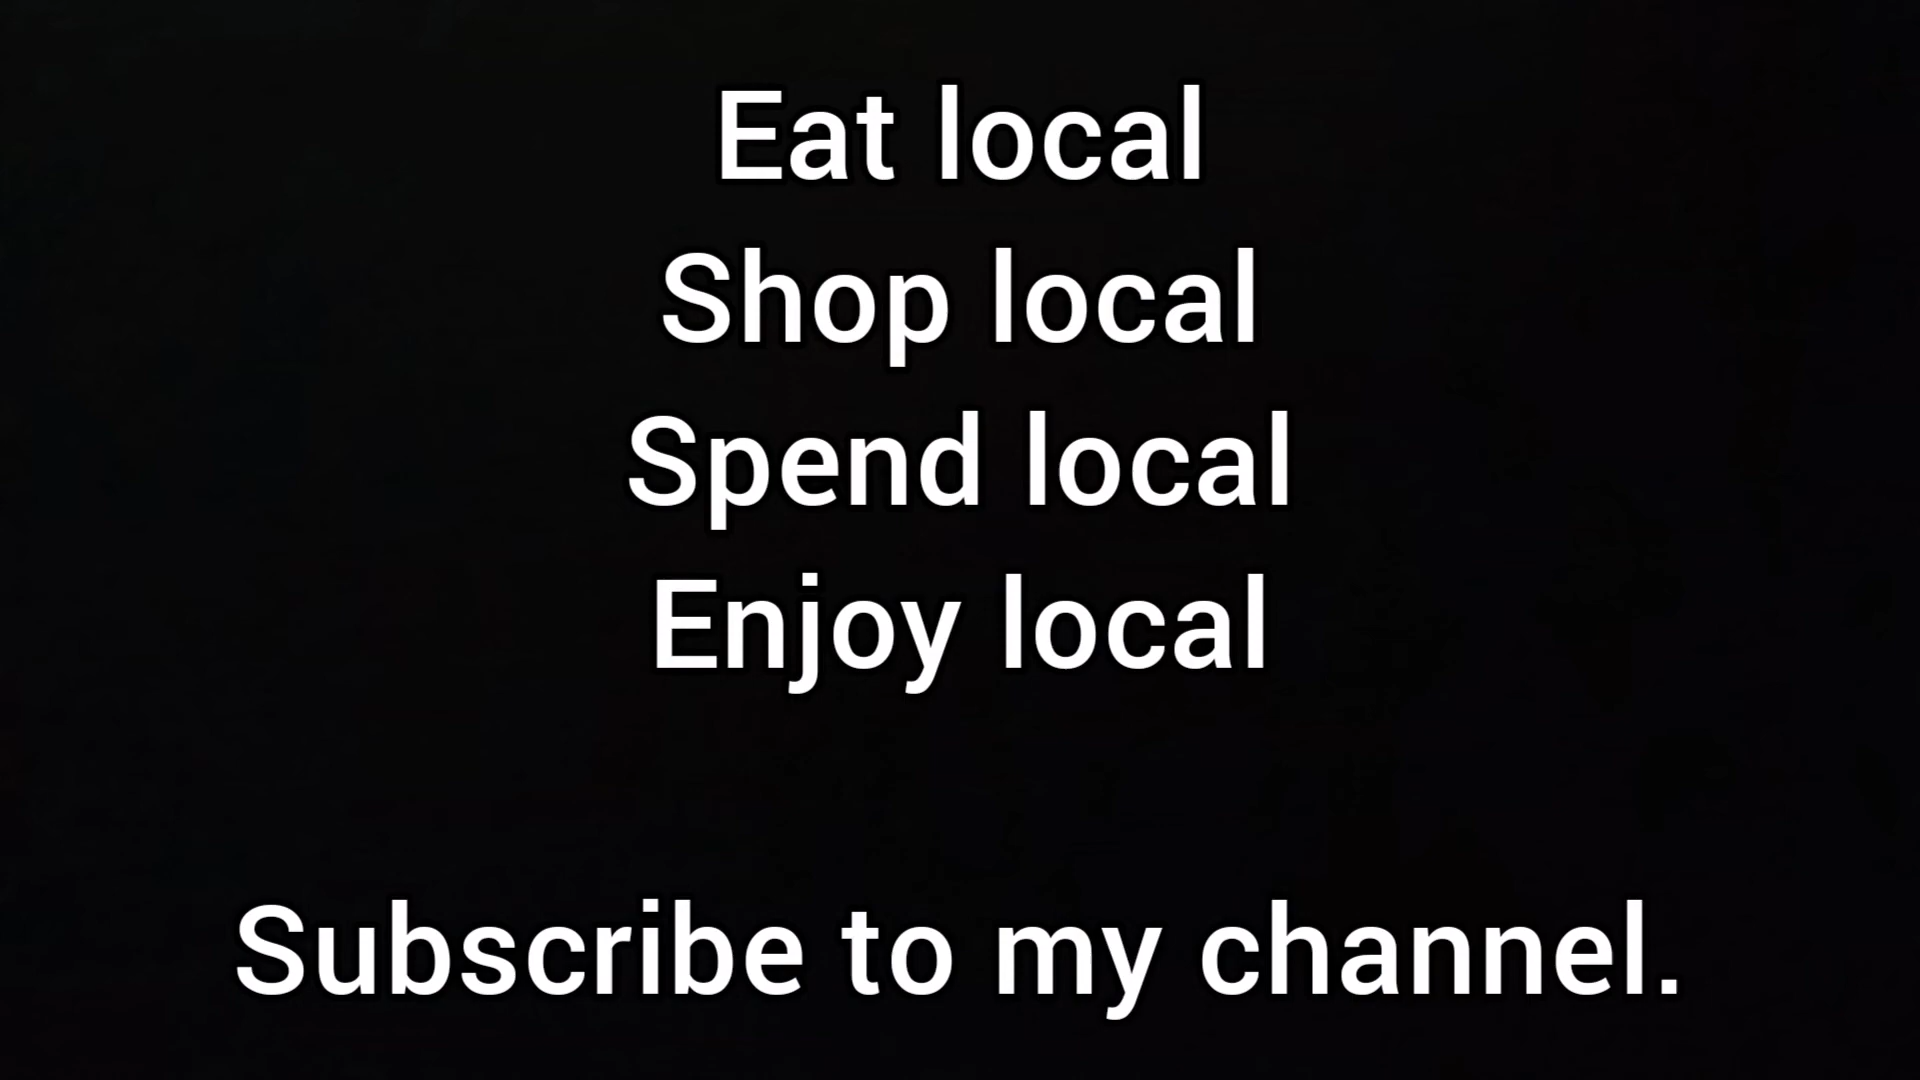 Eat local
Shop local
Spend local
Enjoy local
Subscribe to my channel.